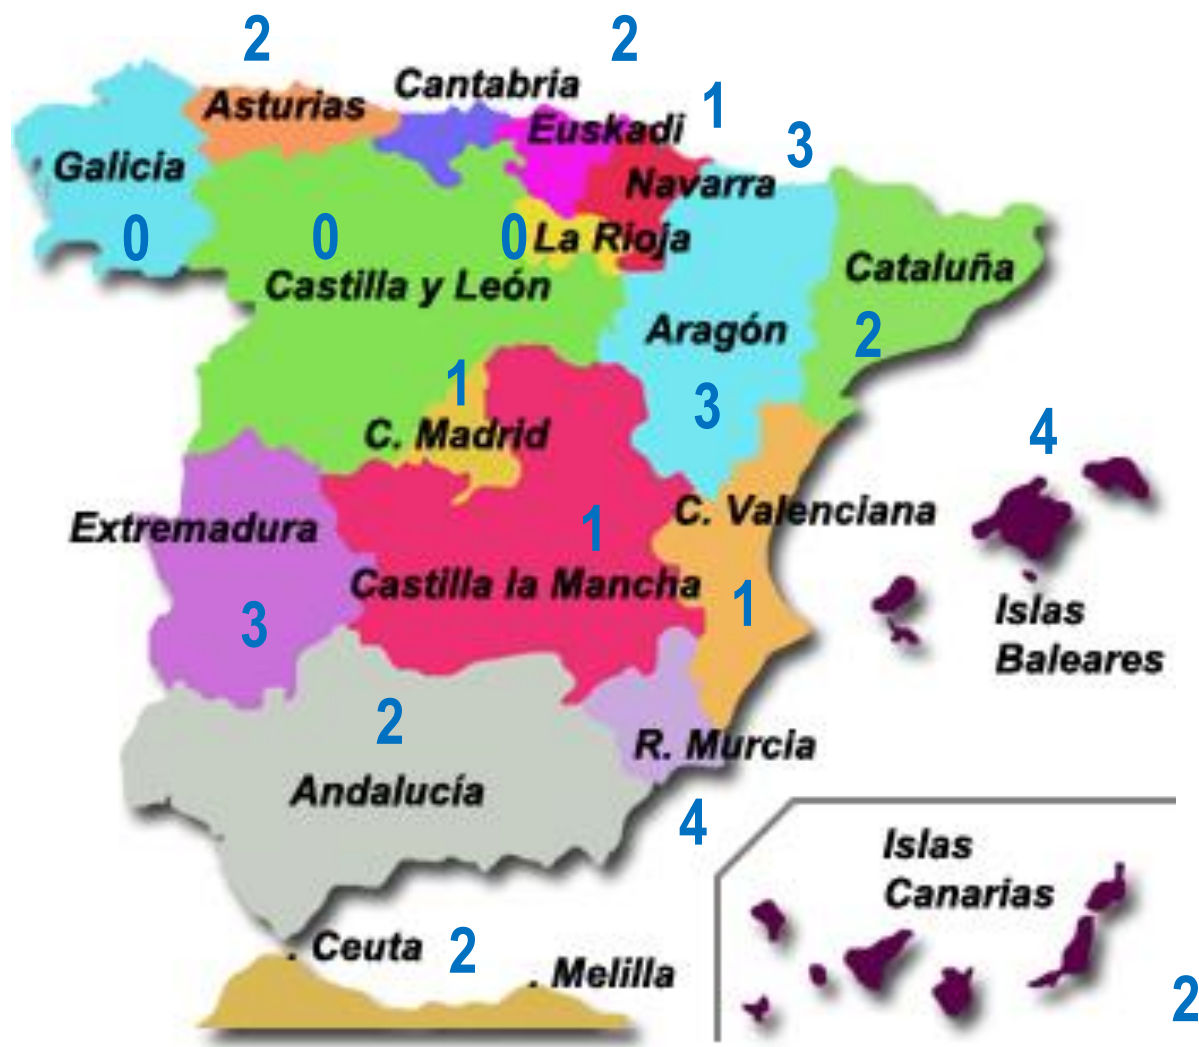 2
2
Cantabria
Asturias
1
Euskadi
3
Galicia
Navarra
0
0
0
La Rioja
Castilla y León
Cataluña
Aragón
2
1
3
C. Madrid
4
Extremadura
1
C. Valenciana
Castilla la Mancha
1
Islas
Baleares
3
2
R. Murcia
Andalucía
4
Islas
Canarias
. Ceuta
2
. Melilla
2